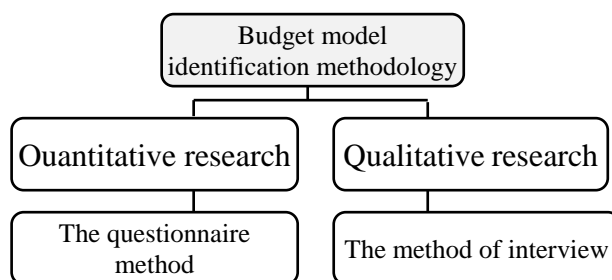 Budget model
identification methodology
Ouantitative research
Qualitative research
The questionnaire
method
The method of interview